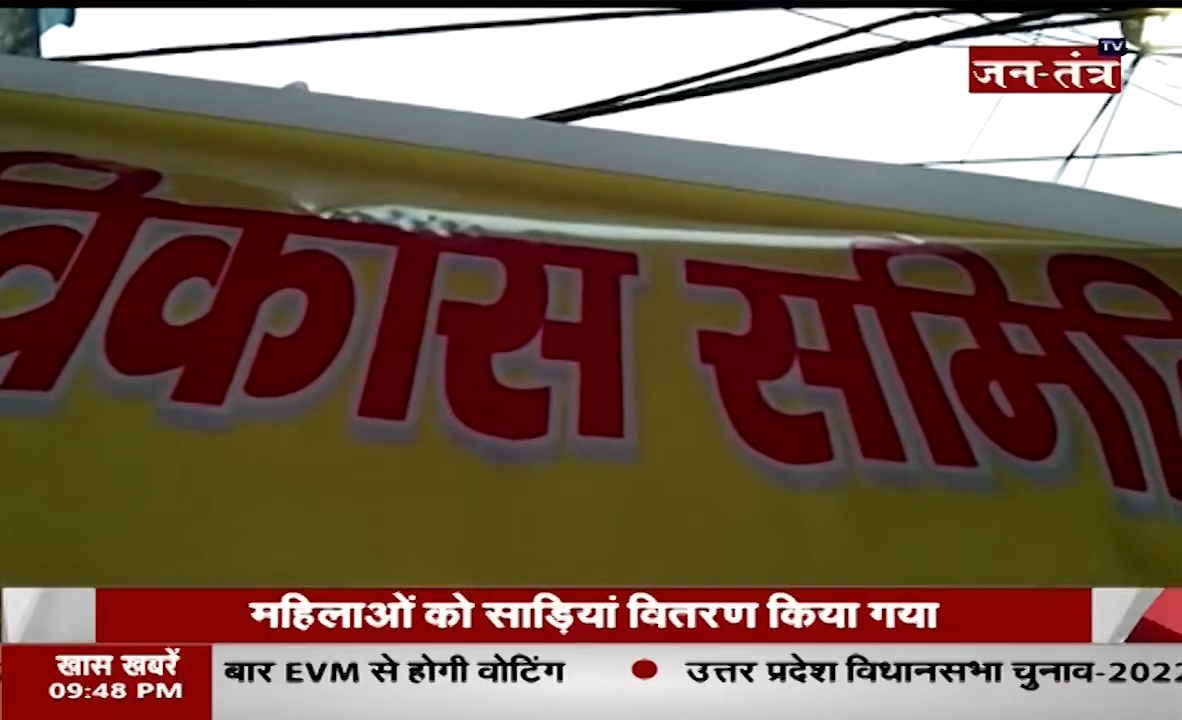 TV
जन-तंत्र
विकास समिति
महिलाओं को साड़ियां वितरण किया गया
खास खबरें
09:48 PM
बार EVM से होगी वोटिंग ● उत्तर प्रदेश विधानसभा चुनाव-2022